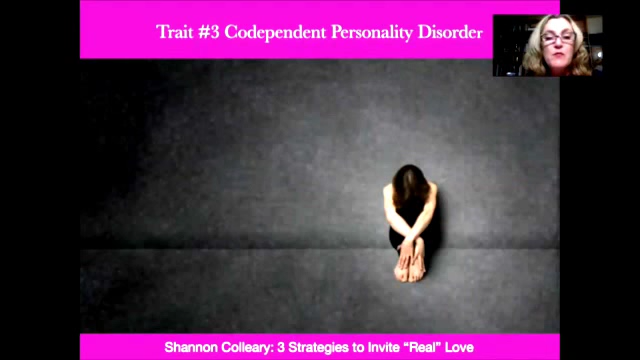 Trait #3 Codependent Personality Disorder
Shannon Colleary: 3 Strategies to Invite “Real” Love